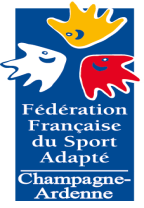 Fédération
Française
du Sport
Adapté
Champagne-
Ardenne